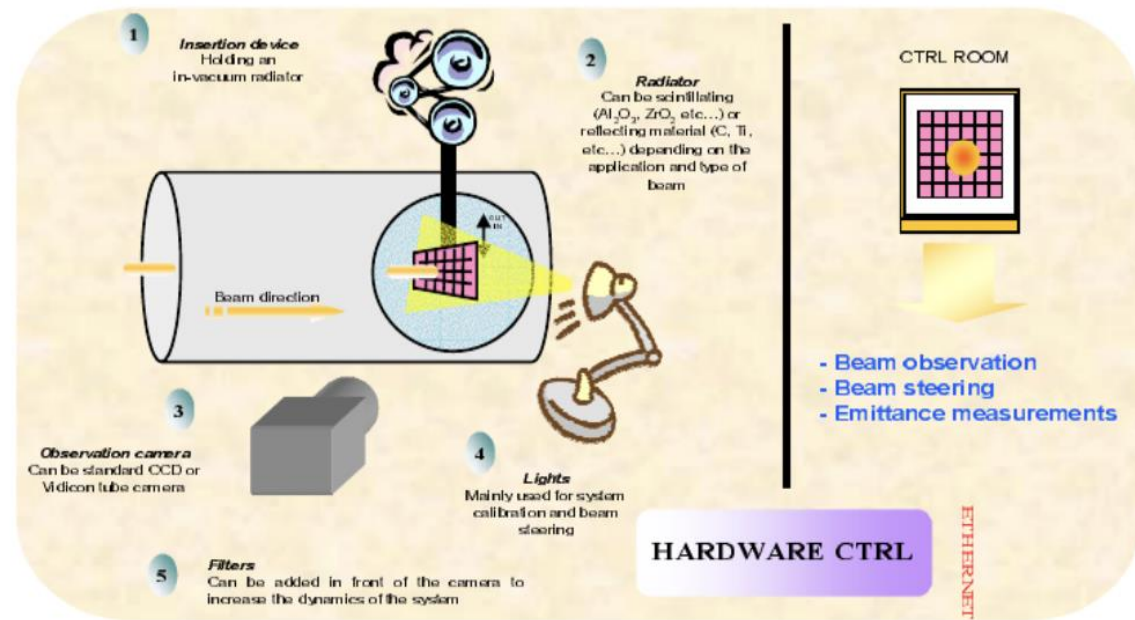 1
Insertion device
Holding an
in-vacuum radiator
2
Radiator
Can be scintillating
(Al2O3, ZrO2 etc...) or
reflecting material (C, Ti,
etc...) depending on the
application and type of
beam
OUT
IN
Beam direction
3
Observation camera
Can be standard CCD or
Vidicon tube camera
4
Lights
Mainly used for system
calibration and beam
steering
5
Filters
Can be added in front of the camera to
increase the dynamics of the system
CTRL ROOM
- Beam observation
- Beam steering
- Emittance measurements
HARDWARE CTRL
ETHERNET